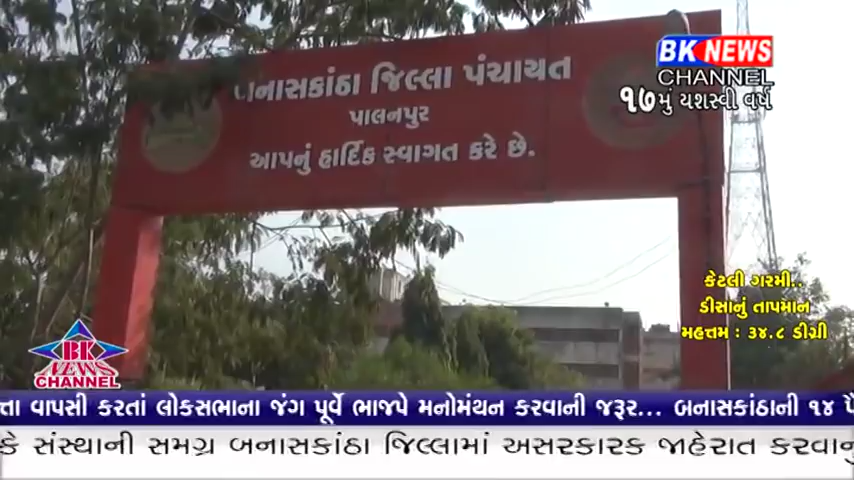 બનાસકાંઠા જિલ્લા પંચાયત
પાલનપુર
આપનું હાર્દિક સ્વાગત કરે છે.
BK NEWS
CHANNEL
૧૭મું યશસ્વી વર્ષ
કેટલી ગરમી..
ડીસાનું તાપમાન
મહત્તમ : ૩૪.૮ ડીગ્રી
BK
NEWS
CHANNEL
વાપસી કરતાં લોકસભાના જંગ પૂર્વે ભાજપે મનોમંથન કરવાની જરૂર... બનાસકાંઠાની ૧૪
કે સંસ્થાની સમગ્ર બનાસકાંઠા જિલ્લામાં અસરકારક જાહેરાત કરવાનુ